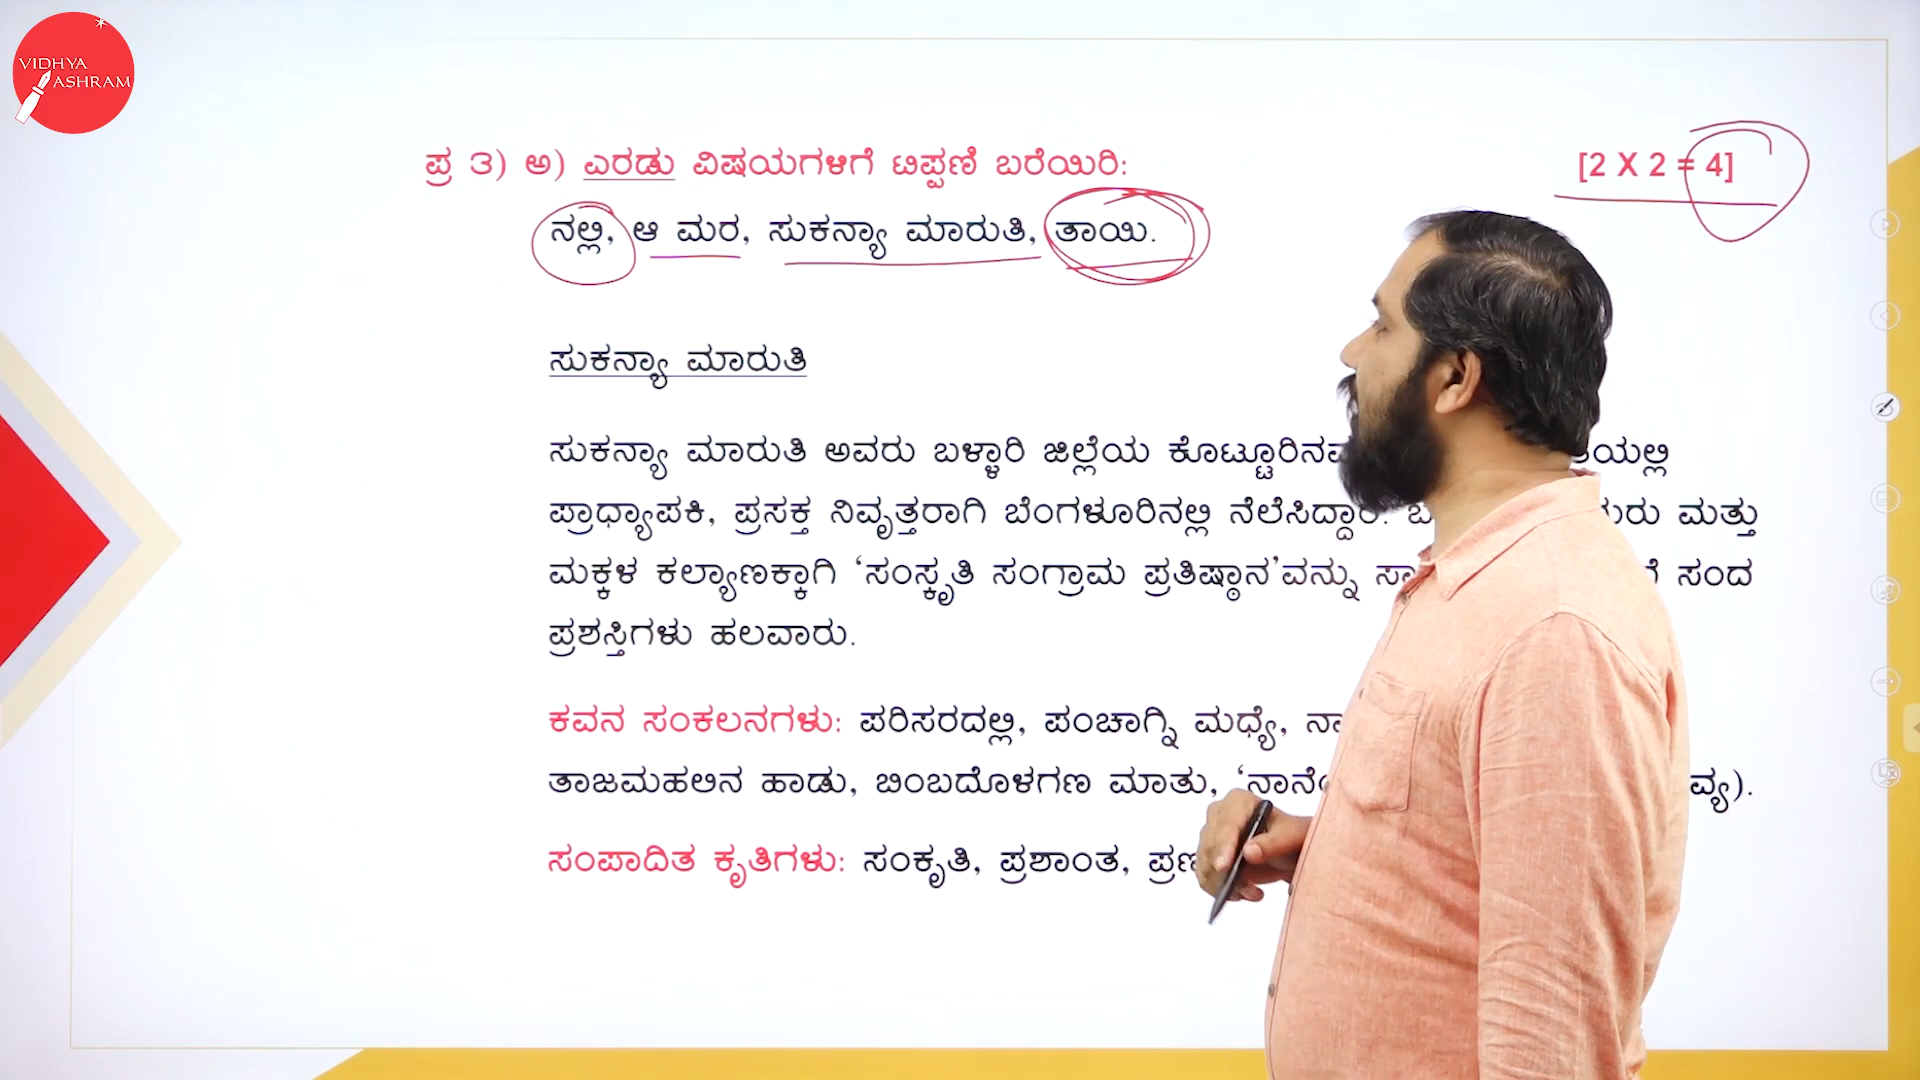 VIDHYA
ASHRAM
ಪ್ರ ೩) ಅ) ಎರಡು ವಿಷಯಗಳಿಗೆ ಟಿಪ್ಪಣಿ ಬರೆಯಿರಿ: [2 X 2 = 4]
ನಲ್ಲಿ, ಆ ಮರ, ಸುಕನ್ಯಾ ಮಾರುತಿ, ತಾಯಿ.
ಸುಕನ್ಯಾ ಮಾರುತಿ
ಸುಕನ್ಯಾ ಮಾರುತಿ ಅವರು ಬಳ್ಳಾರಿ ಜಿಲ್ಲೆಯ
ಪ್ರಾಧ್ಯಾಪಕಿ, ಪ್ರಸಕ್ತ ನಿವೃತ್ತರಾಗಿ ಬೆಂಗಳೂರಿನಲ್ಲಿ ನೆಲೆಸಿದ್ದಾರೆ. ಮತ್ತು
ಮಕ್ಕಳ ಕಲ್ಯಾಣಕ್ಕಾಗಿ ‘ಸಂಸ್ಕೃತಿ ಸಂಗ್ರಾಮ ಪ್ರತಿಷ್ಠಾನ’ವನ್ನು ಸಂದ
ಪ್ರಶಸ್ತಿಗಳು ಹಲವಾರು.
ಕವನ ಸಂಕಲನಗಳು: ಪರಿಸರದಲ್ಲಿ, ಪಂಚಾಗ್ನಿ ಮಧ್ಯೆ,
ತಾಜಮಹಲಿನ ಹಾಡು, ಬಿಂಬದೊಳಗಣ ಮಾತು,
ಸಂಪಾದಿತ ಕೃತಿಗಳು: ಸಂಕೃತಿ, ಪ್ರಶಾಂತ,